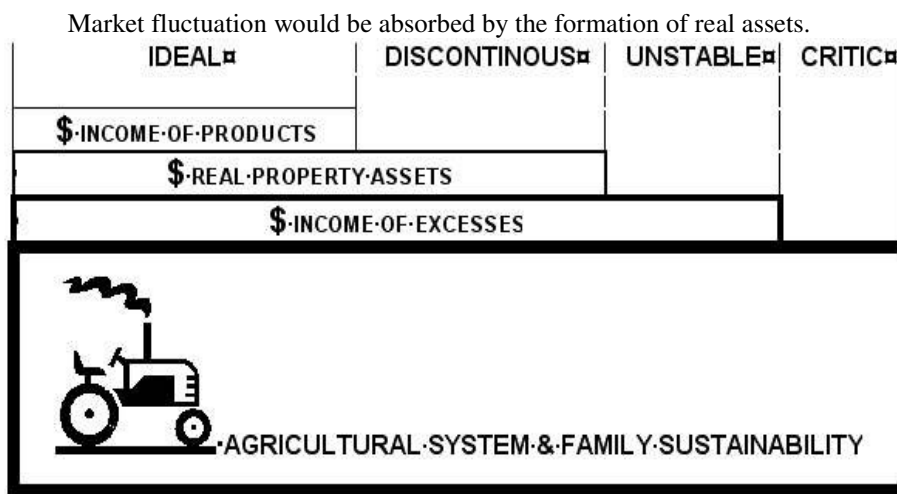 Market fluctuation would be absorbed by the formation of real assets.
IDEAL¤ DISCONTINOUS¤ UNSTABLE¤ CRITIC¤
$·INCOME·OF·PRODUCTS
$·REAL·PROPERTY·ASSETS
$·INCOME·OF·EXCESSES
·AGRICULTURAL·SYSTEM·&·FAMILY·SUSTAINABILITY